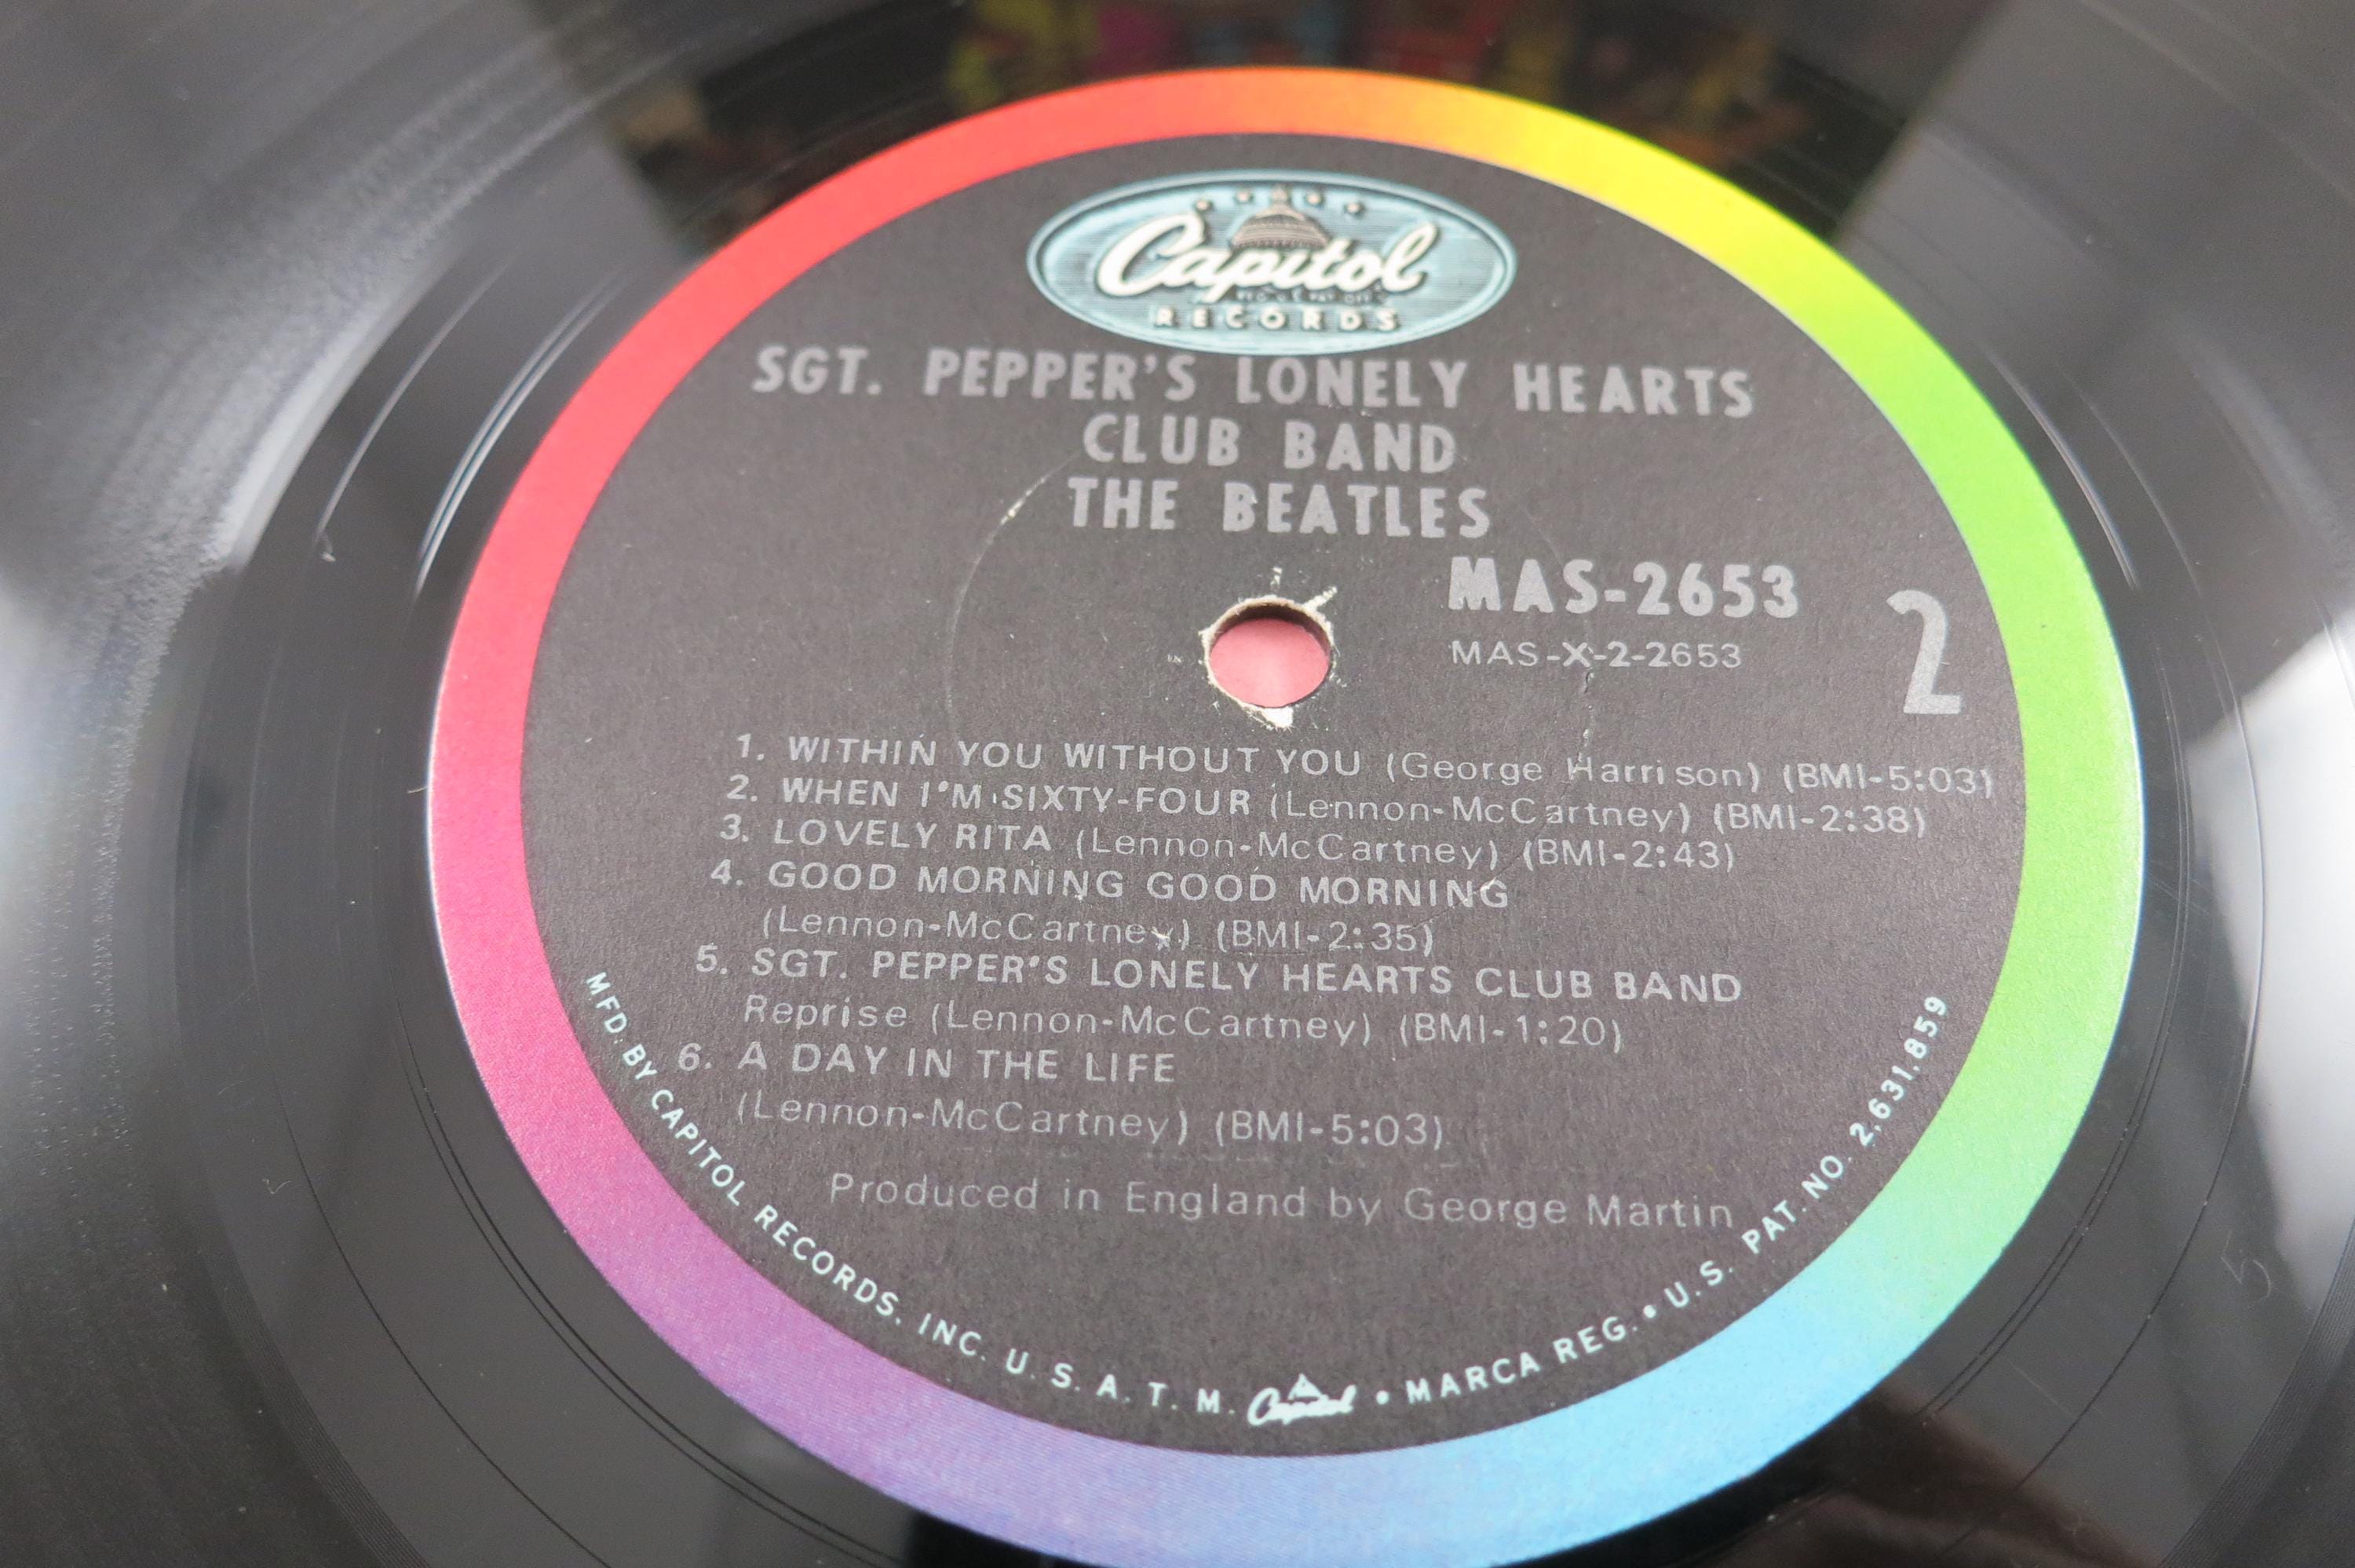 Capitol
RECORDS
SGT. PEPPER'S LONELY HEARTS
CLUB BAND
THE BEATLES
MAS-2653
MAS-X-2-2653
2
1. WITHIN YOU WITHOUT YOU (George Harrison) (BMI-5:03)
2. WHEN I'M SIXTY-FOUR (Lennon-McCartney) (BMI-2:38)
3. LOVELY RITA (Lennon-McCartney) (BMI-2:43)
4. GOOD MORNING GOOD MORNING
(Lennon-McCartney) (BMI-2:35)
5. SGT. PEPPER'S LONELY HEARTS CLUB BAND
Reprise (Lennon-McCartney) (BMI-1:20)
6. A DAY IN THE LIFE
(Lennon-McCartney) (BMI-5:03)
Produced in England by George Martin
MFD. BY CAPITOL RECORDS, INC. U.S.A. T.M. Capitol • MARCA REG. • U.S. PAT. NO. 2,631,859
5